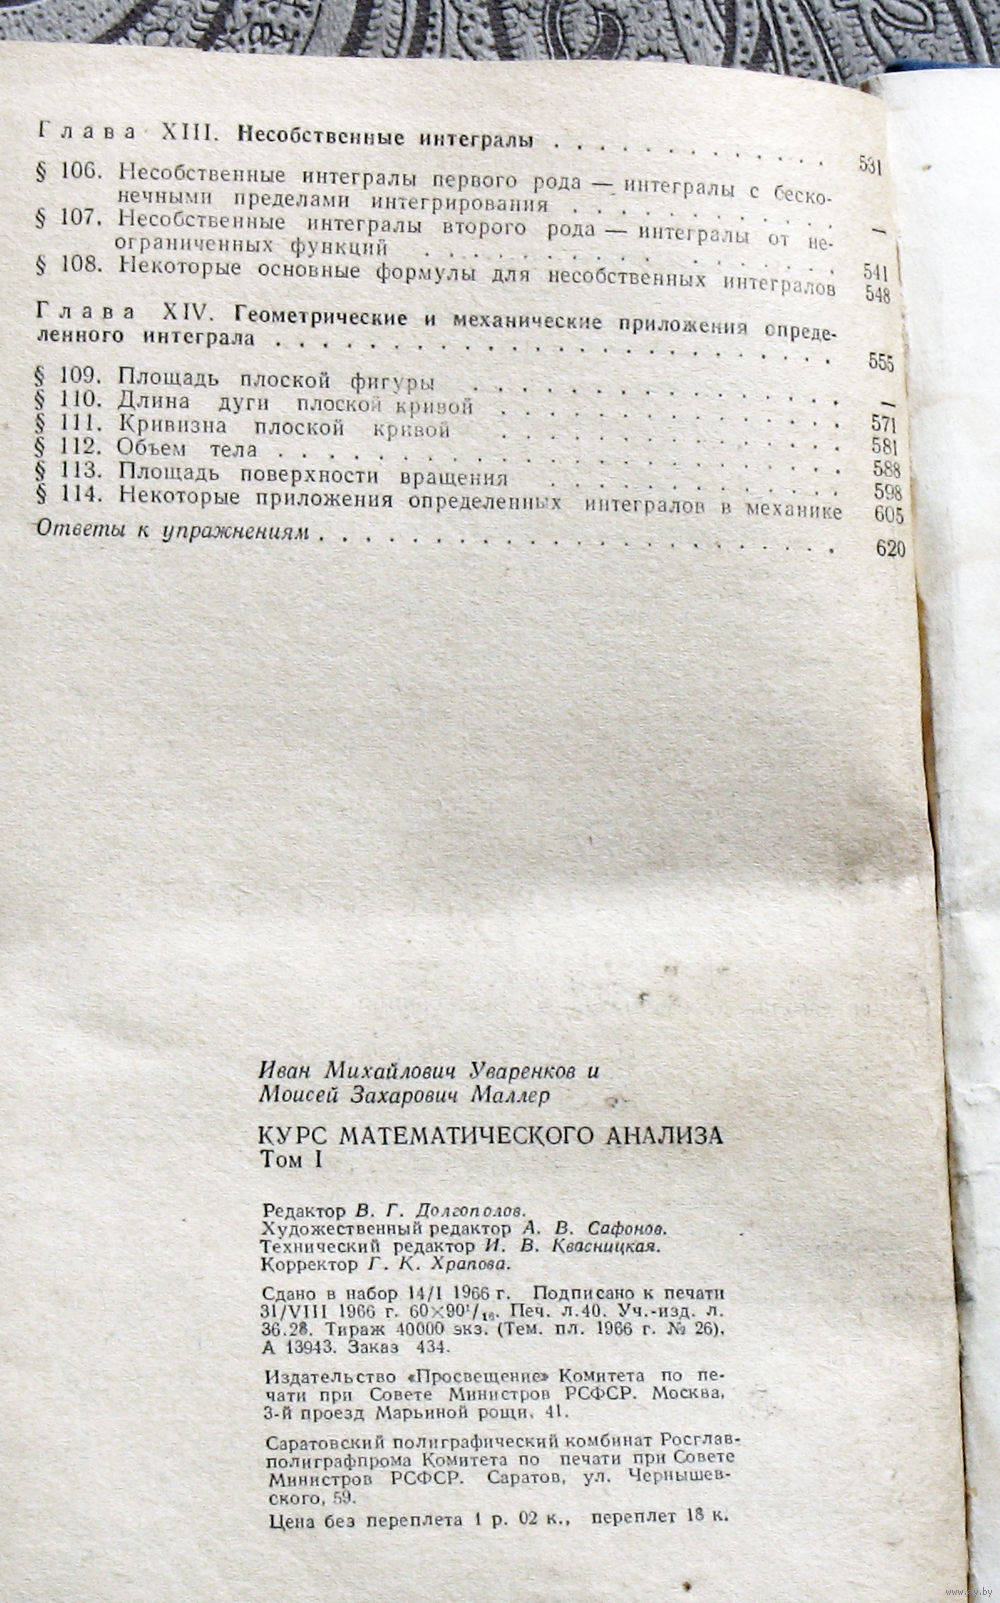 Глава XIII. Несобственные интегралы . . . . . . . . . . . . . 531
§ 106. Несобственные интегралы первого рода — интегралы с беско-
нечными пределами интегрирования . . . . . . . . . . . —
§ 107. Несобственные интегралы второго рода — интегралы от не-
ограниченных функций . . . . . . . . . . . . . . . . . 541
§ 108. Некоторые основные формулы для несобственных интегралов 548
Глава XIV. Геометрические и механические приложения опреде-
ленного интеграла . . . . . . . . . . . . . . . . . . . . . . . . 555
§ 109. Площадь плоской фигуры . . . . . . . . . . . . . . . —
§ 110. Длина дуги плоской кривой . . . . . . . . . . . . . . 571
§ 111. Кривизна плоской кривой . . . . . . . . . . . . . . 581
§ 112. Объем тела . . . . . . . . . . . . . . . . . . . . . . . 588
§ 113. Площадь поверхности вращения . . . . . . . . . . . . 598
§ 114. Некоторые приложения определенных интегралов в механике 605
Ответы к упражнениям . . . . . . . . . . . . . . . . . . . . . . . 620
Иван Михайлович Уваренков и
Моисей Захарович Маллер
КУРС МАТЕМАТИЧЕСКОГО АНАЛИЗА
Том I
Редактор В. Г. Долгополов.
Художественный редактор А. В. Сафонов.
Технический редактор И. В. Квасницкая.
Корректор Г. К. Храпова.
Сдано в набор 14/I 1966 г. Подписано к печати
31/VIII 1966 г. 60×90¹/₁₆. Печ. л.40. Уч.-изд. л.
36.28. Тираж 40000 экз. (Тем. пл. 1966 г. № 26).
А 13943. Заказ 434.
Издательство «Просвещение» Комитета по пе-
чати при Совете Министров РСФСР. Москва,
3-й проезд Марьиной рощи, 41.
Саратовский полиграфический комбинат Росглав-
полиграфпрома Комитета по печати при Совете
Министров РСФСР. Саратов, ул. Чернышев-
ского, 59.
Цена без переплета 1 р. 02 к., переплет 18 к.